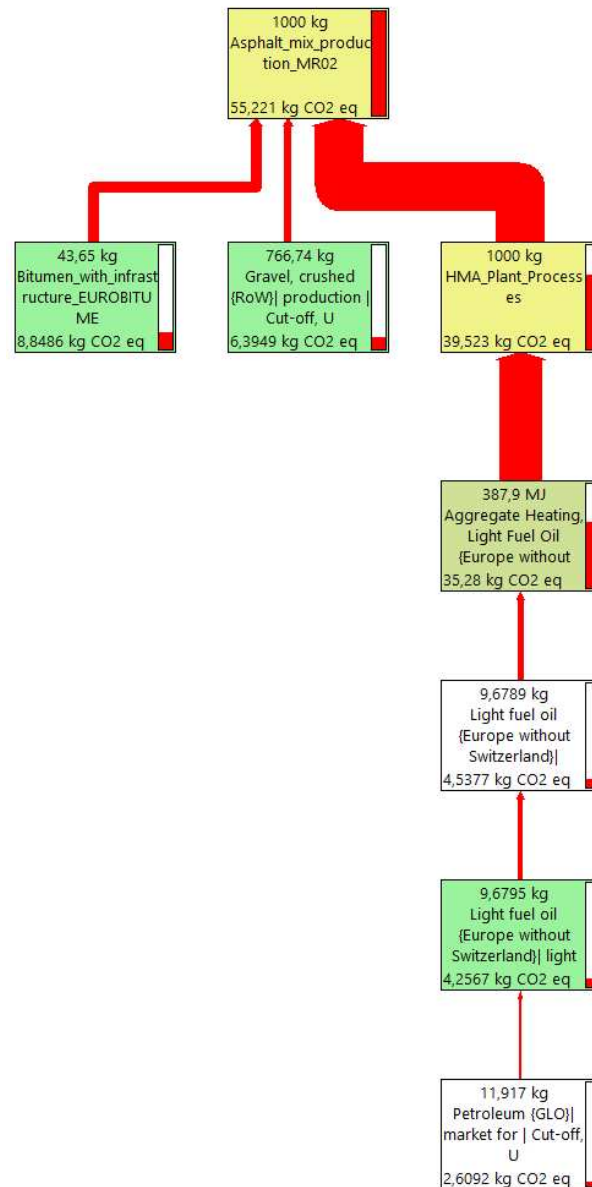 1000 kg
Asphalt_mix_produc
tion_MR02
55,221 kg CO2 eq
43,65 kg
Bitumen_with_infrast
ructure_EUROBITU
ME
8,8486 kg CO2 eq
766,74 kg
Gravel, crushed
{RoW}| production |
Cut-off, U
6,3949 kg CO2 eq
1000 kg
HMA_Plant_Process
es
39,523 kg CO2 eq
387,9 MJ
Aggregate Heating,
Light Fuel Oil
{Europe without
35,28 kg CO2 eq
9,6789 kg
Light fuel oil
{Europe without
Switzerland}|
4,5377 kg CO2 eq
9,6795 kg
Light fuel oil
{Europe without
Switzerland}| light
4,2567 kg CO2 eq
11,917 kg
Petroleum {GLO}|
market for | Cut-off,
U
2,6092 kg CO2 eq